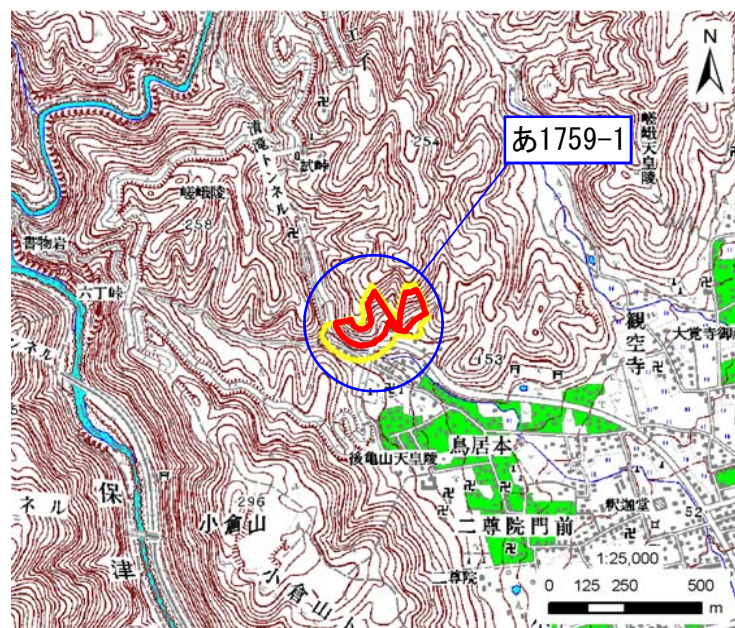 N
あ1759-1
清滝トンネル
試峠
254
嵯峨天皇陵
嵯峨陵
258
書物岩
六丁峠
ンネル
観空寺
大覚寺御
153
鳥居本
後亀山天皇陵
296
小倉山
ネル
保津
二尊院門前
釈迦堂
52
二尊院
小倉山
1:25,000
0 125 250 500
m